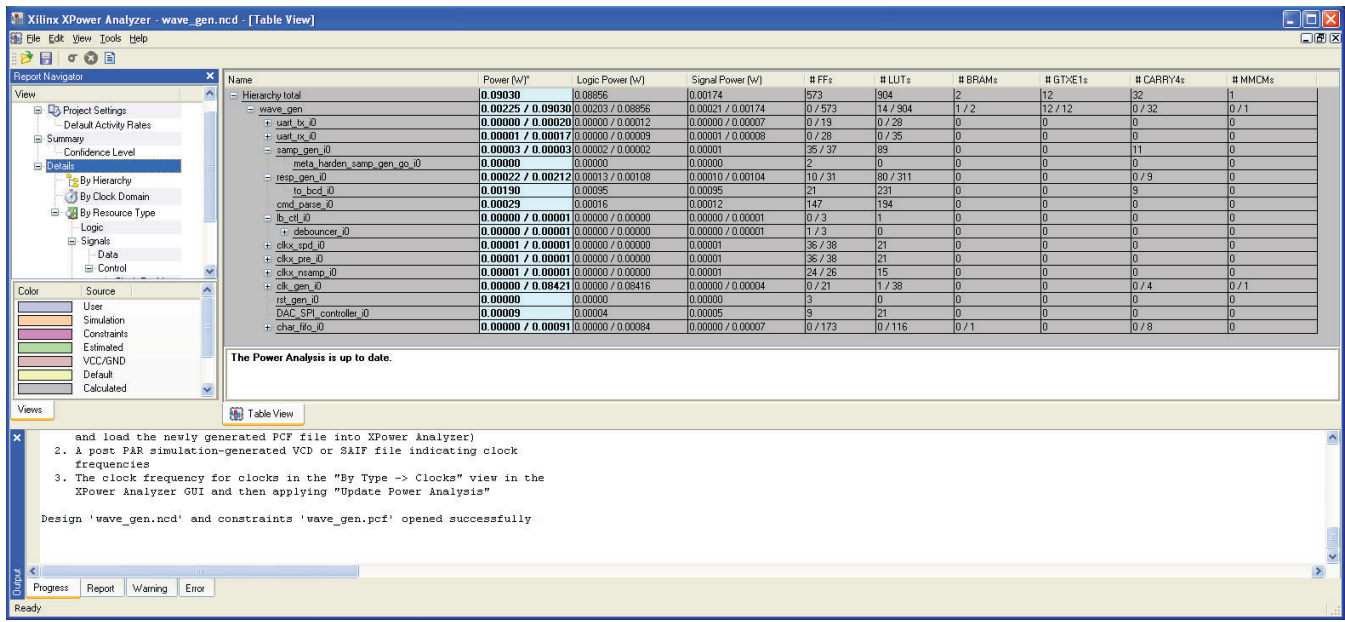 Xilinx XPower Analyzer - wave_gen.ncd - [Table View]
File Edit View Tools Help
Report Navigator
View
Project Settings
Default Activity Rates
Summary
Confidence Level
Details
By Hierarchy
By Clock Domain
By Resource Type
Logic
Signals
Data
Control
Color Source
User
Simulation
Constraints
Estimated
VCC/GND
Default
Calculated
Views
Name Power (W)* Logic Power (W) Signal Power (W) # FFs # LUTs # BRAMs # GTXE1s # CARRY4s # MMCMs
Hierarchy total 0.09030 0.08856 0.00174 573 904 2 12 32 1
wave_gen 0.00225 / 0.09030 0.00203 / 0.08856 0.00021 / 0.00174 0 / 573 14 / 904 1 / 2 12 / 12 0 / 32 0 / 1
uart_tx_i0 0.00000 / 0.00020 0.00000 / 0.00012 0.00000 / 0.00007 0 / 19 0 / 28 0 0 0 0
uart_rx_i0 0.00001 / 0.00017 0.00000 / 0.00009 0.00001 / 0.00008 0 / 28 0 / 35 0 0 0 0
samp_gen_i0 0.00003 / 0.00003 0.00002 / 0.00002 0.00001 35 / 37 89 0 0 11 0
meta_harden_samp_gen_go_i0 0.00000 0.00000 0.00000 2 0 0 0 0 0
resp_gen_i0 0.00022 / 0.00212 0.00013 / 0.00108 0.00010 / 0.00104 10 / 31 80 / 311 0 0 0 / 9 0
to_bcd_i0 0.00190 0.00095 0.00095 21 231 0 0 9 0
cmd_parse_i0 0.00029 0.00016 0.00012 147 194 0 0 0 0
lb_ctl_i0 0.00000 / 0.00001 0.00000 / 0.00000 0.00000 / 0.00001 0 / 3 1 0 0 0 0
debouncer_i0 0.00000 / 0.00001 0.00000 / 0.00000 0.00000 / 0.00001 1 / 3 0 0 0 0 0
clkx_spd_i0 0.00001 / 0.00001 0.00000 / 0.00000 0.00001 36 / 38 21 0 0 0 0
clkx_pre_i0 0.00001 / 0.00001 0.00000 / 0.00000 0.00001 36 / 38 21 0 0 0 0
clkx_nsamp_i0 0.00001 / 0.00001 0.00000 / 0.00000 0.00001 24 / 26 15 0 0 0 0
clk_gen_i0 0.00000 / 0.08421 0.00000 / 0.08416 0.00000 / 0.00004 0 / 21 1 / 38 0 0 0 / 4 0 / 1
rst_gen_i0 0.00000 0.00000 0.00000 3 0 0 0 0 0
DAC_SPI_controller_i0 0.00009 0.00004 0.00005 9 21 0 0 0 0
char_fifo_i0 0.00000 / 0.00091 0.00000 / 0.00084 0.00000 / 0.00007 0 / 173 0 / 116 0 / 1 0 0 / 8 0
The Power Analysis is up to date.
Table View
and load the newly generated PCF file into XPower Analyzer)
2. A post PAR simulation-generated VCD or SAIF file indicating clock
frequencies
3. The clock frequency for clocks in the "By Type -> Clocks" view in the
XPower Analyzer GUI and then applying "Update Power Analysis"
Design 'wave_gen.ncd' and constraints 'wave_gen.pcf' opened successfully
Output
Progress Report Warning Error
Ready